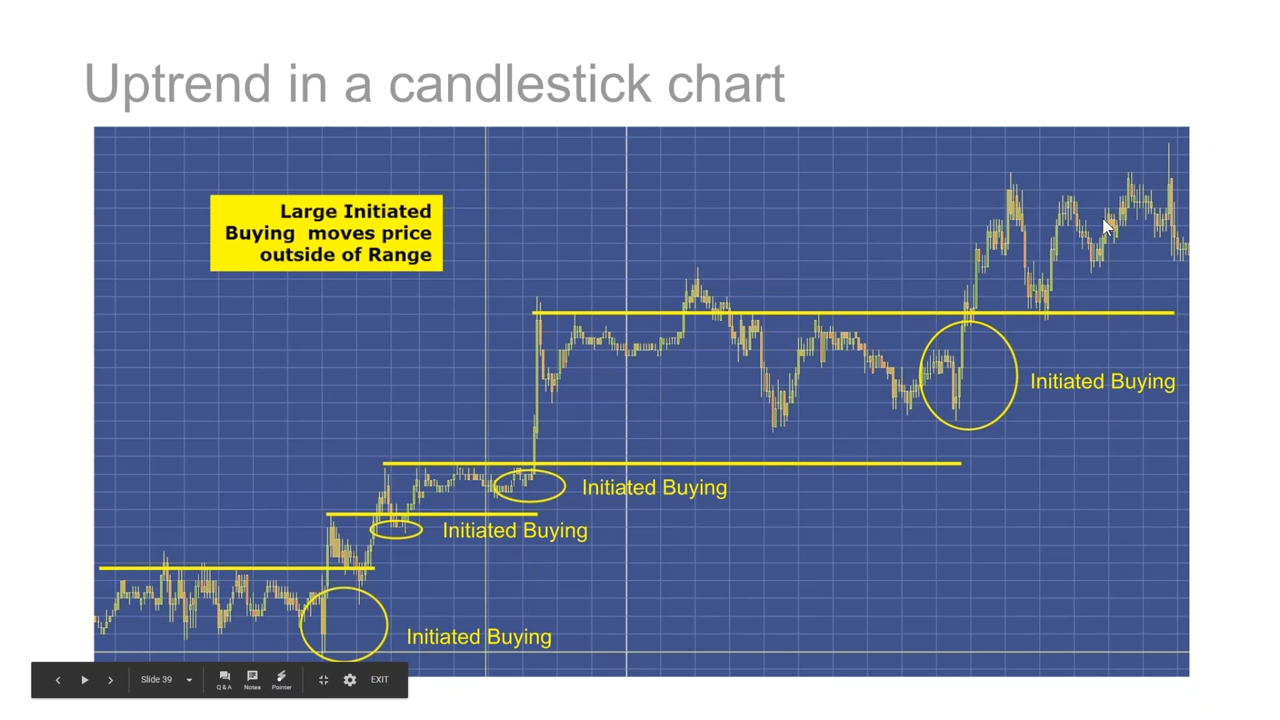 Uptrend in a candlestick chart
Large Initiated
Buying moves price
outside of Range
Initiated Buying
Initiated Buying
Initiated Buying
Initiated Buying
Slide 39
EXIT
Q & A
Notes
Pointer